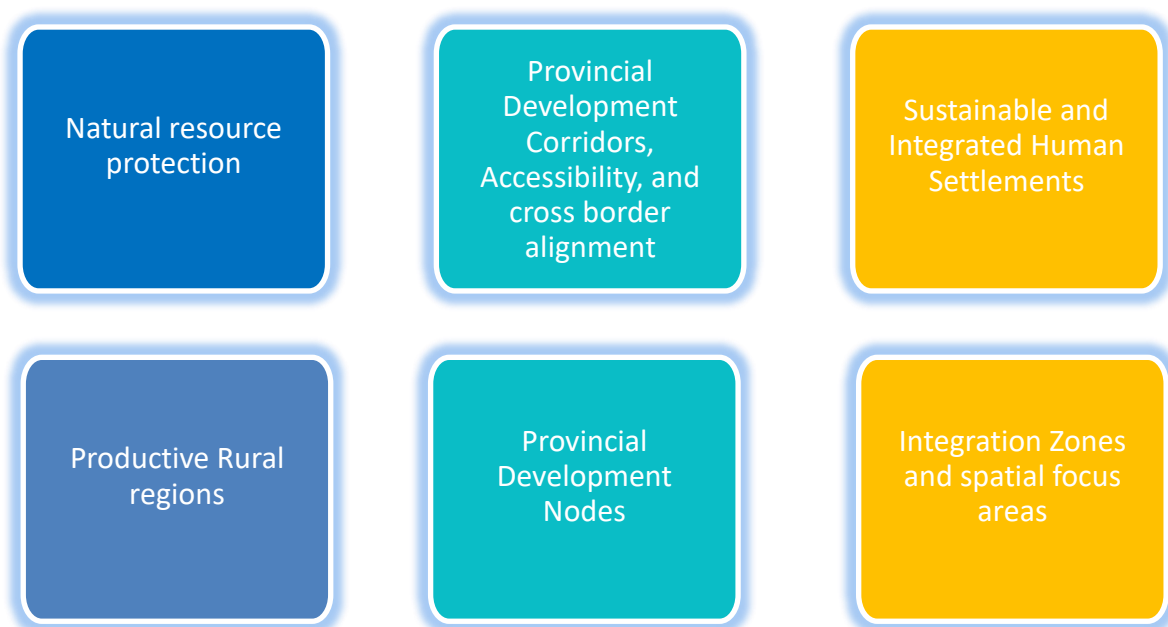 Natural resource
protection
Provincial
Development
Corridors,
Accessibility, and
cross border
alignment
Sustainable and
Integrated Human
Settlements
Productive Rural
regions
Provincial
Development
Nodes
Integration Zones
and spatial focus
areas